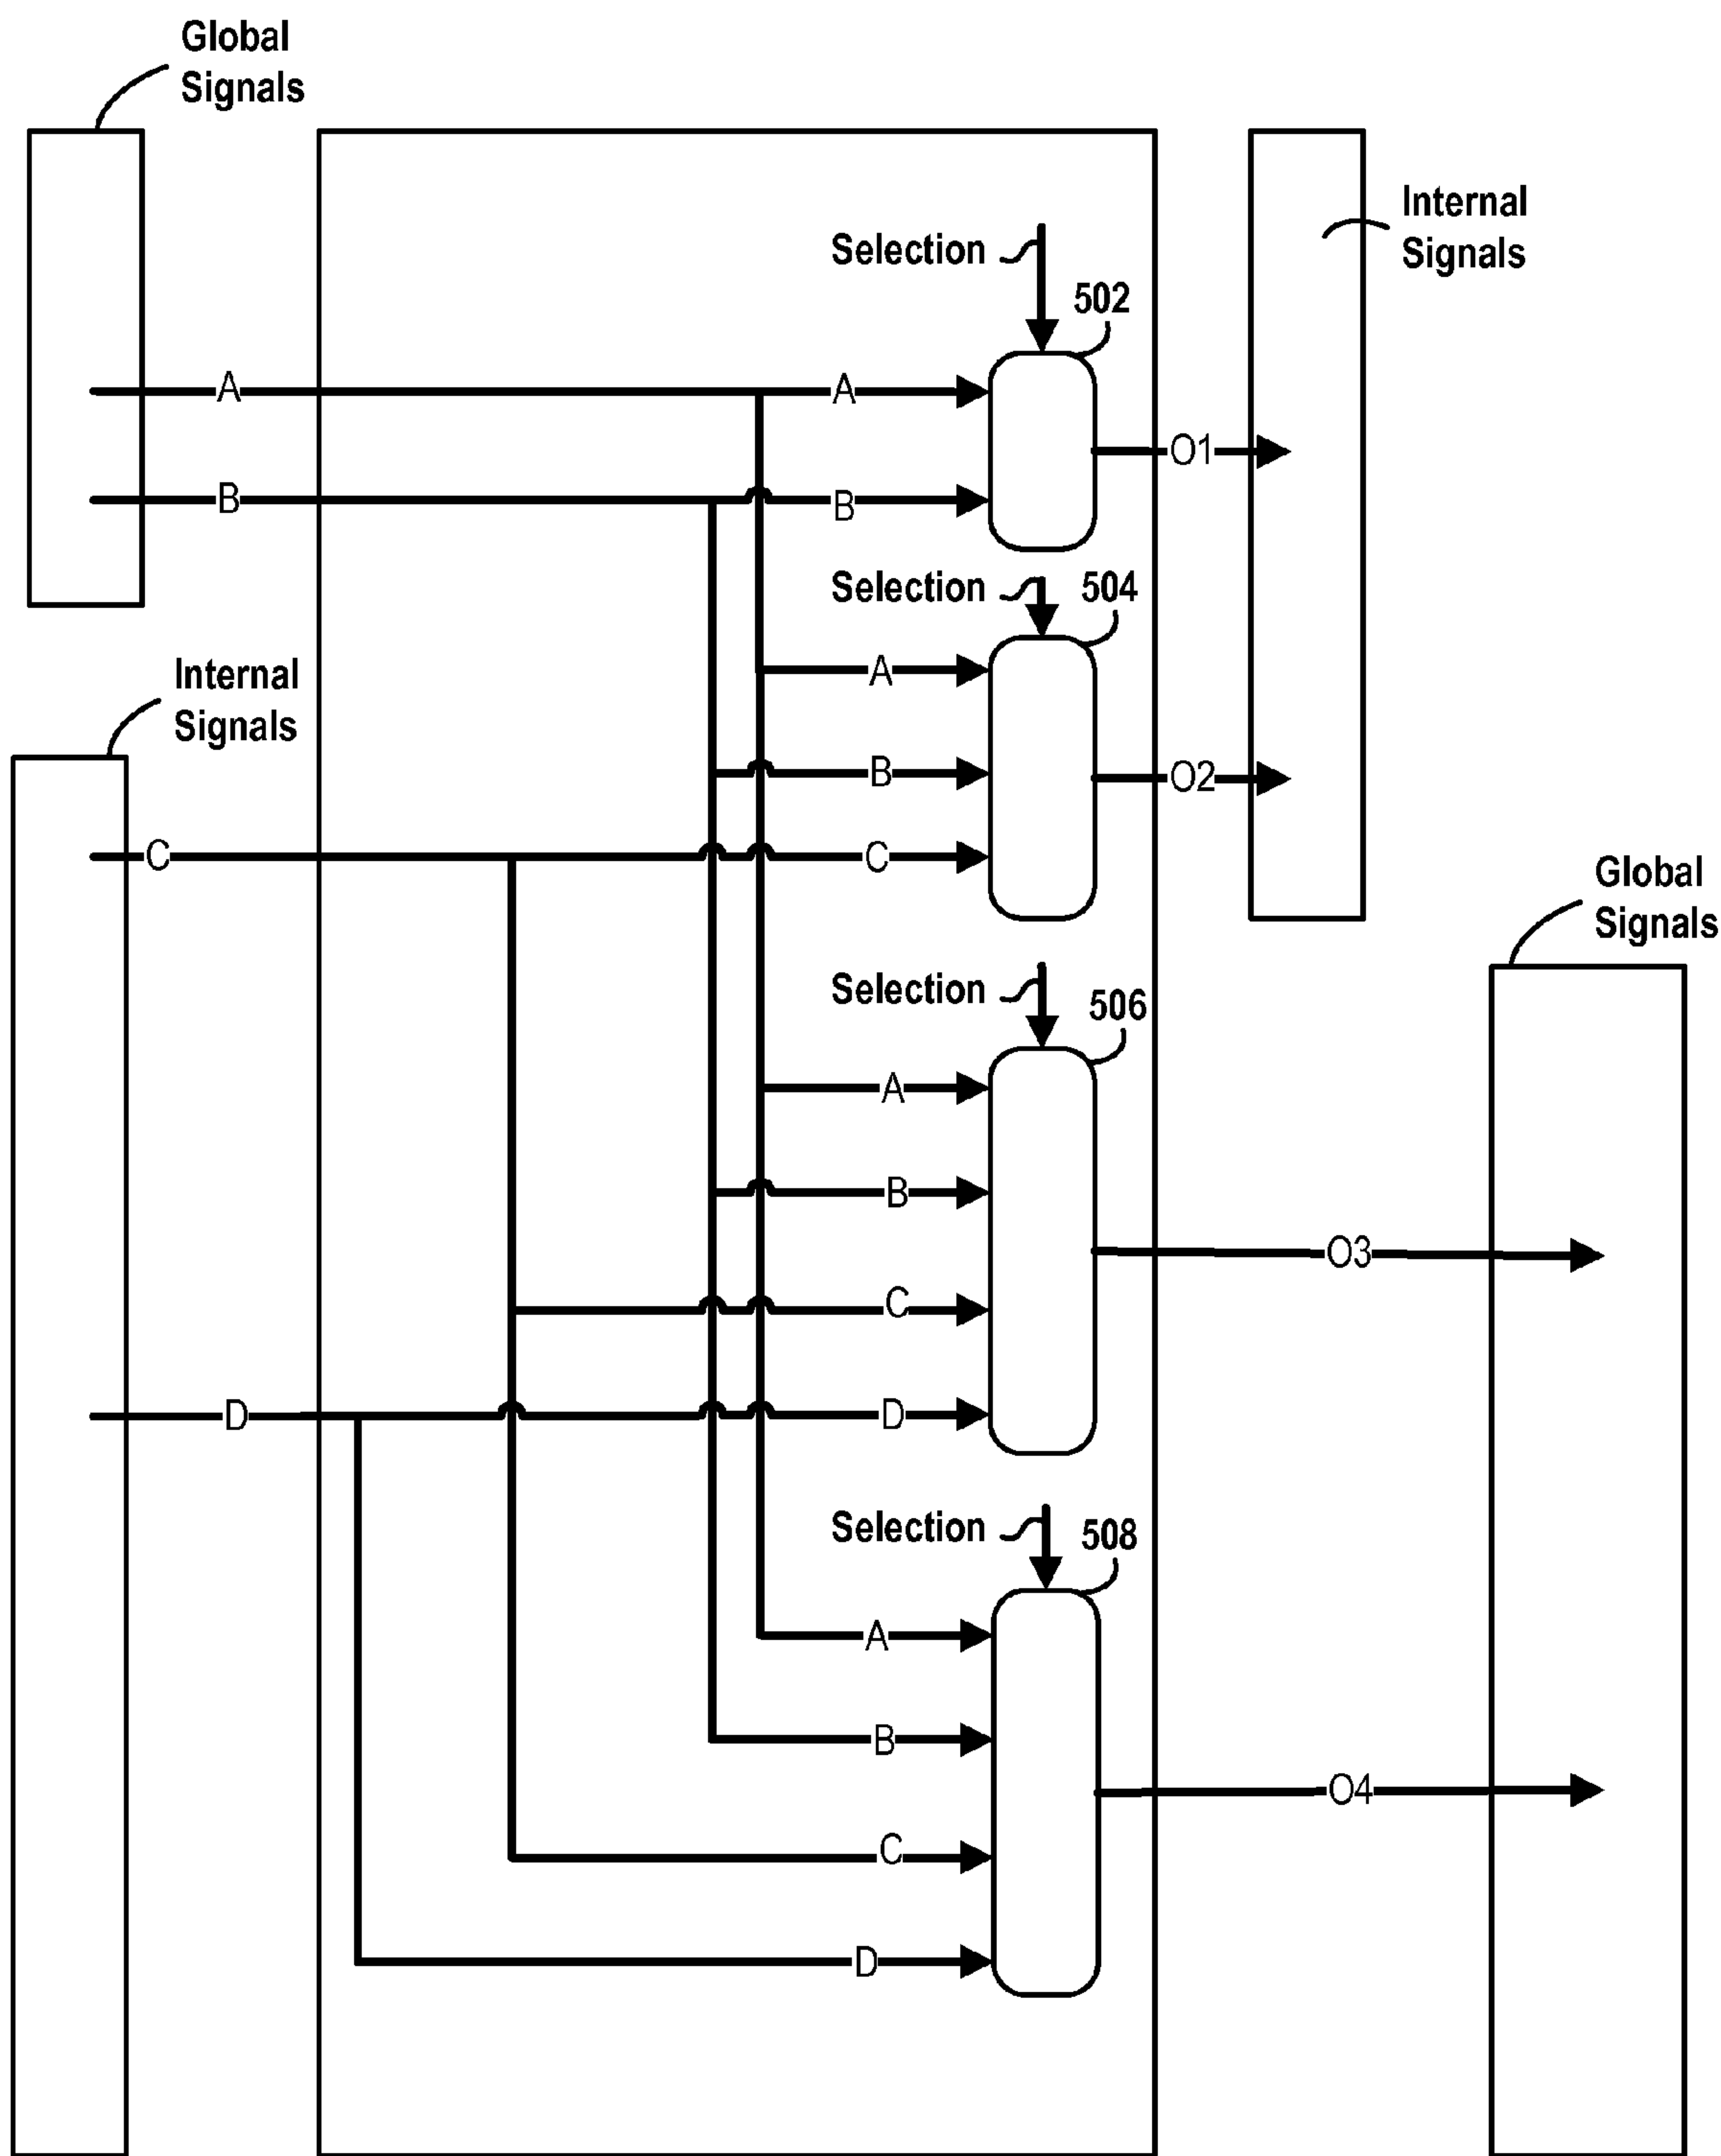 Global
Signals
Internal
Signals
Selection
502
A
A
O1
B
B
Selection
504
Internal
Signals
A
B
O2
C
C
Global
Signals
Selection
506
A
B
O3
C
D
D
Selection
508
A
B
O4
C
D